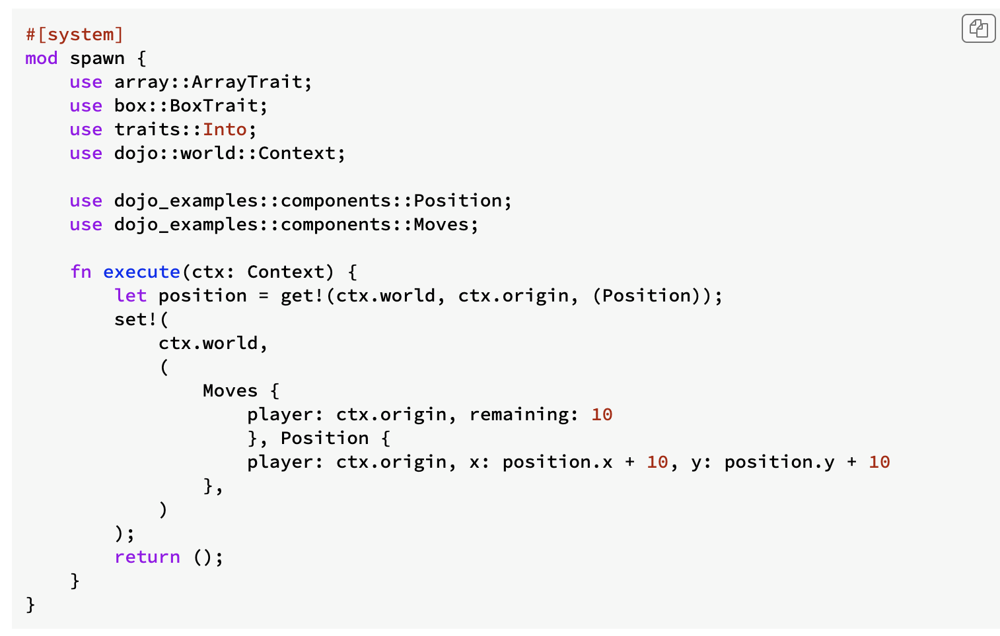 #[system]
mod spawn {
    use array::ArrayTrait;
    use box::BoxTrait;
    use traits::Into;
    use dojo::world::Context;

    use dojo_examples::components::Position;
    use dojo_examples::components::Moves;

    fn execute(ctx: Context) {
        let position = get!(ctx.world, ctx.origin, (Position));
        set!(
            ctx.world,
            (
                Moves {
                    player: ctx.origin, remaining: 10
                    }, Position {
                    player: ctx.origin, x: position.x + 10, y: position.y + 10
                },
            )
        );
        return ();
    }
}